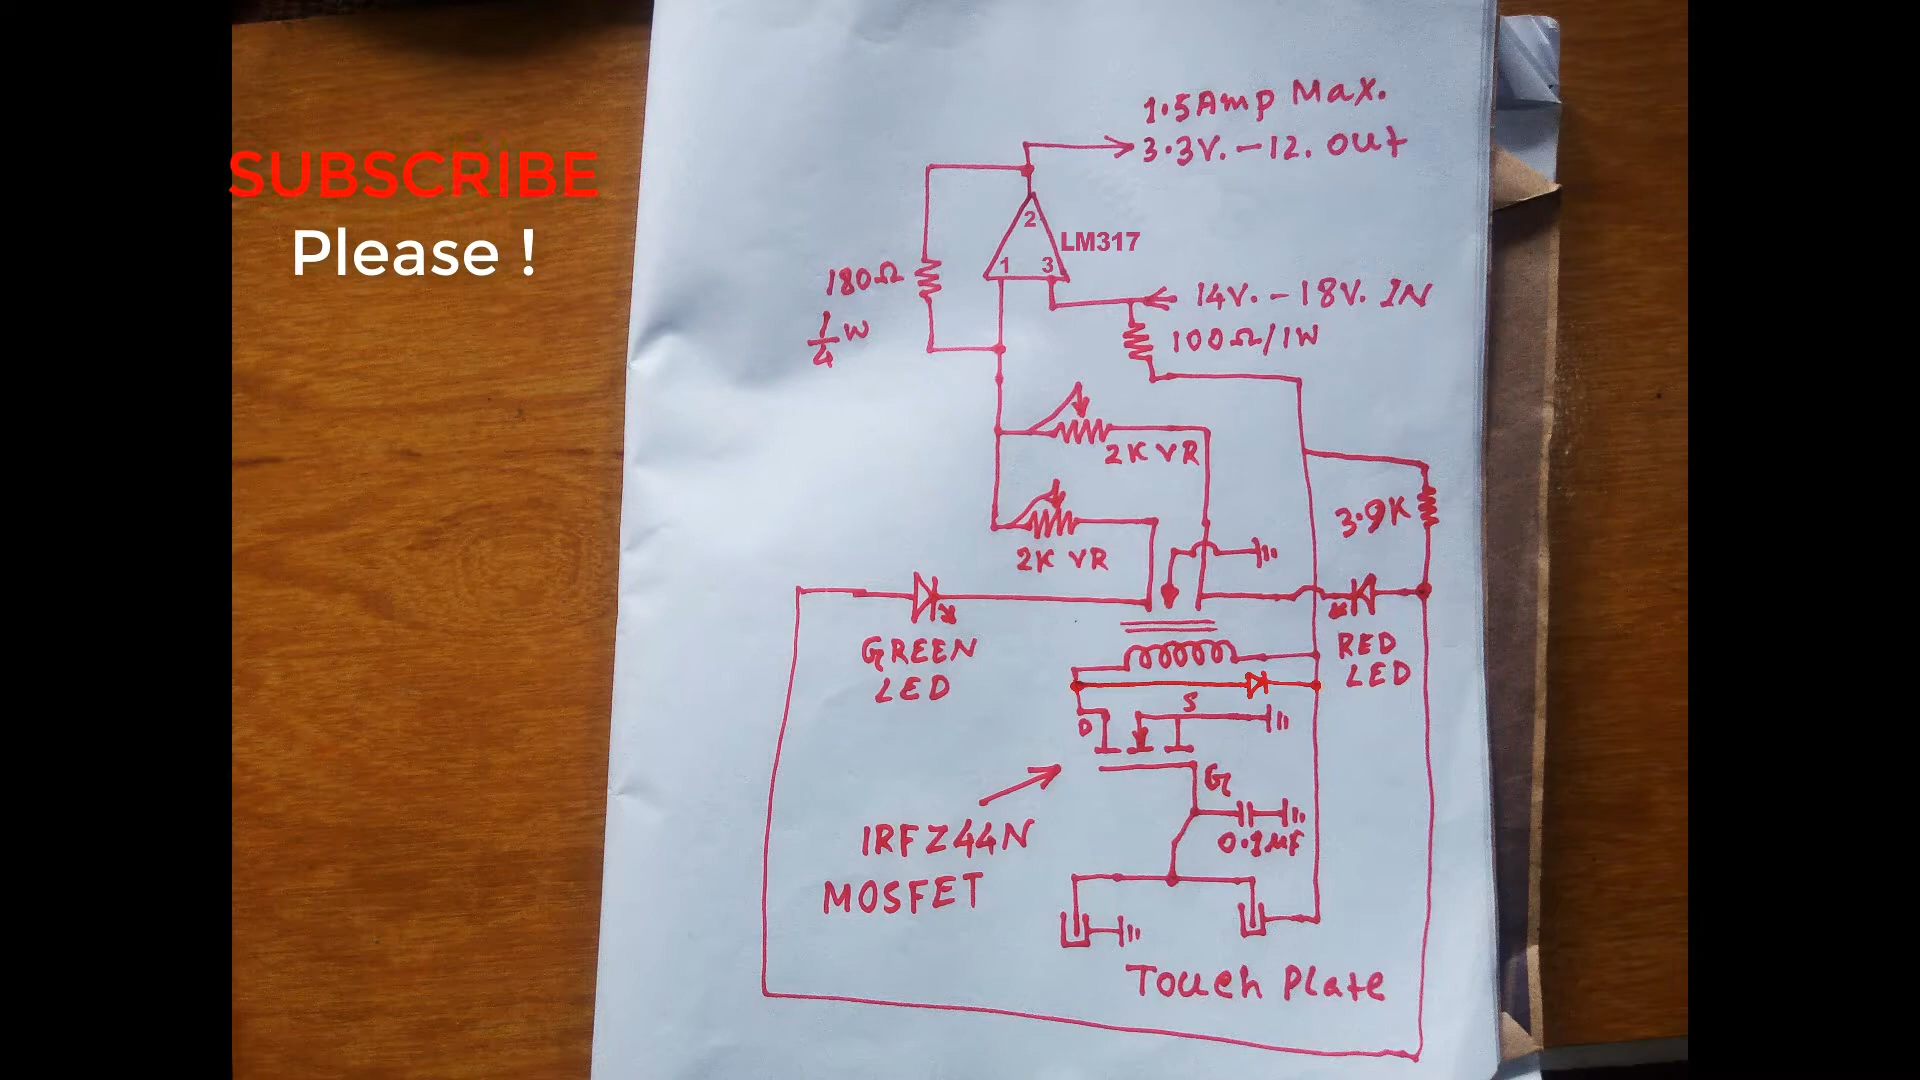 SUBSCRIBE
Please !
1.5Amp Max.
3.3V.-12. out
2
LM317
1
3
180Ω
1/4 W
14V. - 18V. IN
100Ω/1W
2K VR
3.9K
2K VR
GREEN
LED
RED
LED
S
D
G
IRFZ44N
MOSFET
0.1MF
Touch Plate